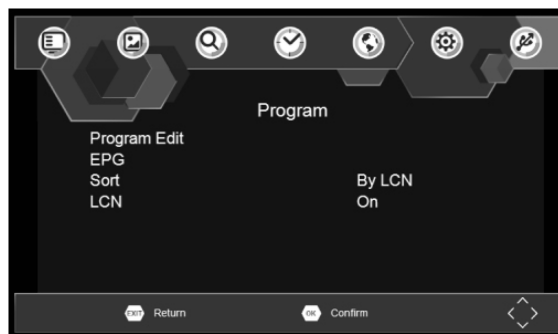 Program
Program Edit
EPG
Sort By LCN
LCN On
EXIT Return OK Confirm